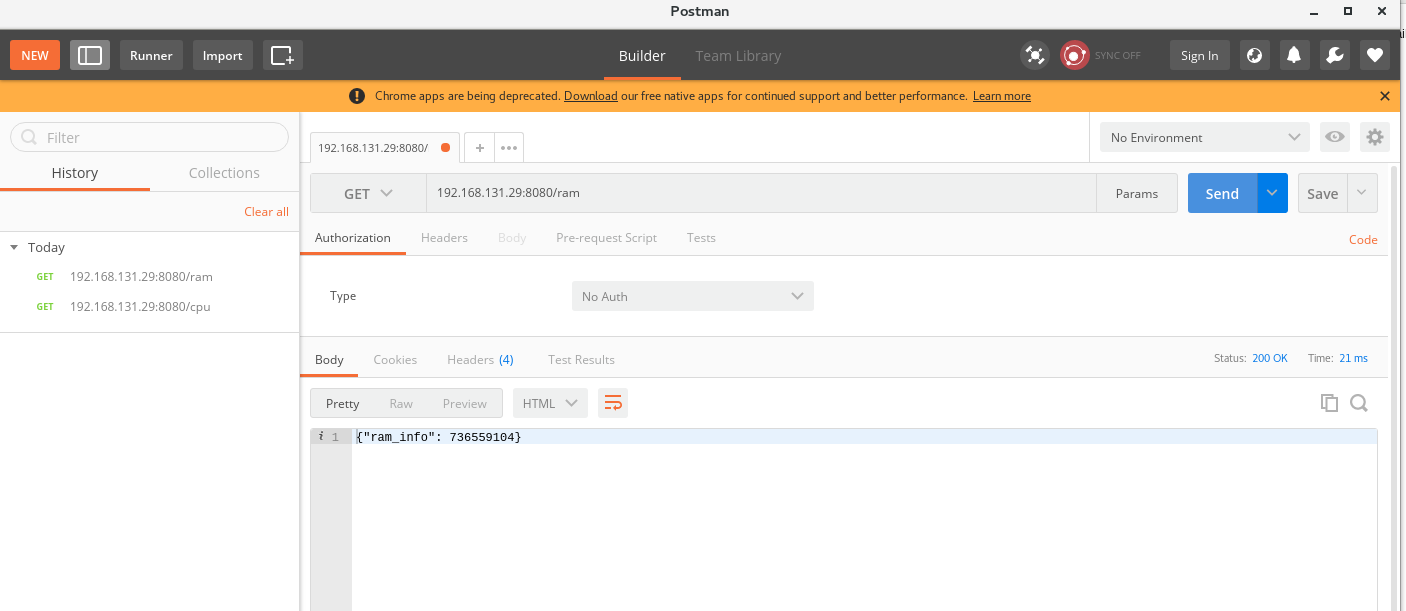 Postman
NEW Runner Import Builder Team Library SYNC OFF Sign In
Chrome apps are being deprecated. Download our free native apps for continued support and better performance. Learn more
Filter
History Collections
Clear all
Today
GET 192.168.131.29:8080/ram
GET 192.168.131.29:8080/cpu
192.168.131.29:8080/ + ••• No Environment
GET 192.168.131.29:8080/ram Params Send Save
Authorization Headers Body Pre-request Script Tests Code
Type No Auth
Body Cookies Headers (4) Test Results Status: 200 OK Time: 21 ms
Pretty Raw Preview HTML
i 1 {"ram_info": 736559104}